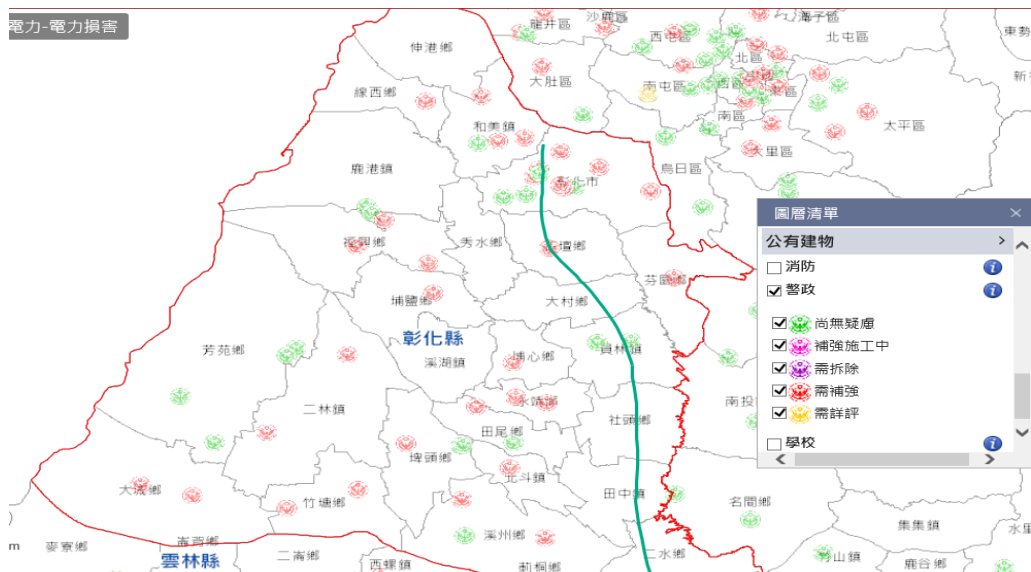 電力-電力損害
龍井區
沙鹿區
西屯區
潭子區
北屯區
東勢
伸港鄉
大肚區
南屯區
西區
北區
東區
南區
新
線西鄉
和美鎮
太平區
大里區
鹿港鎮
彰化市
烏日區
福興鄉
秀水鄉
花壇鄉
芬園鄉
埔鹽鄉
大村鄉
彰化縣
芳苑鄉
溪湖鎮
埔心鄉
員林鎮
南投
二林鎮
永靖鄉
社頭鄉
田尾鄉
埤頭鄉
北斗鎮
大城鄉
竹塘鄉
田中鎮
名間鄉
溪州鄉
集集鎮
水里
m
麥寮鄉
崙背鄉
雲林縣
二崙鄉
西螺鎮
莿桐鄉
二水鄉
竹山鎮
鹿谷鄉
圖層清單 ×
公有建物 >
消防
警政
尚無疑慮
補強施工中
需拆除
需補強
需詳評
學校